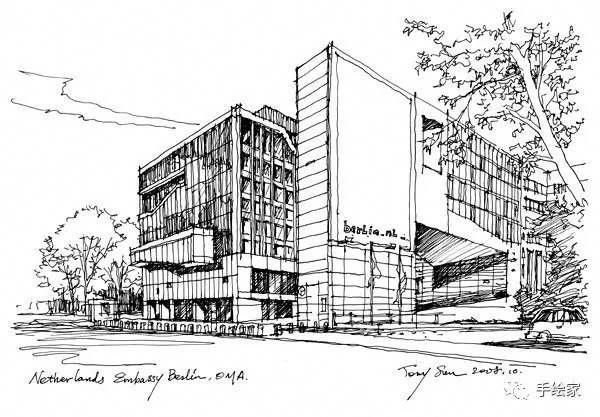 berlin.nl
Netherlands Embassy Berlin, OMA.
Tony Sun 2008.10.
手绘家